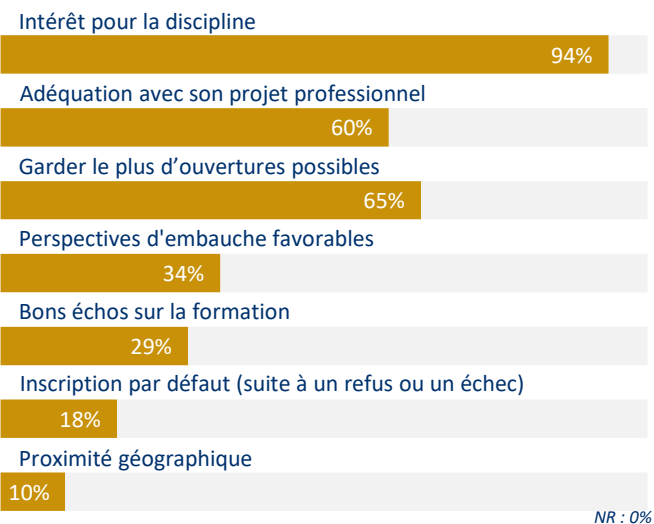 Intérêt pour la discipline
94%
Adéquation avec son projet professionnel
60%
Garder le plus d’ouvertures possibles
65%
Perspectives d'embauche favorables
34%
Bons échos sur la formation
29%
Inscription par défaut (suite à un refus ou un échec)
18%
Proximité géographique
10%
NR : 0%